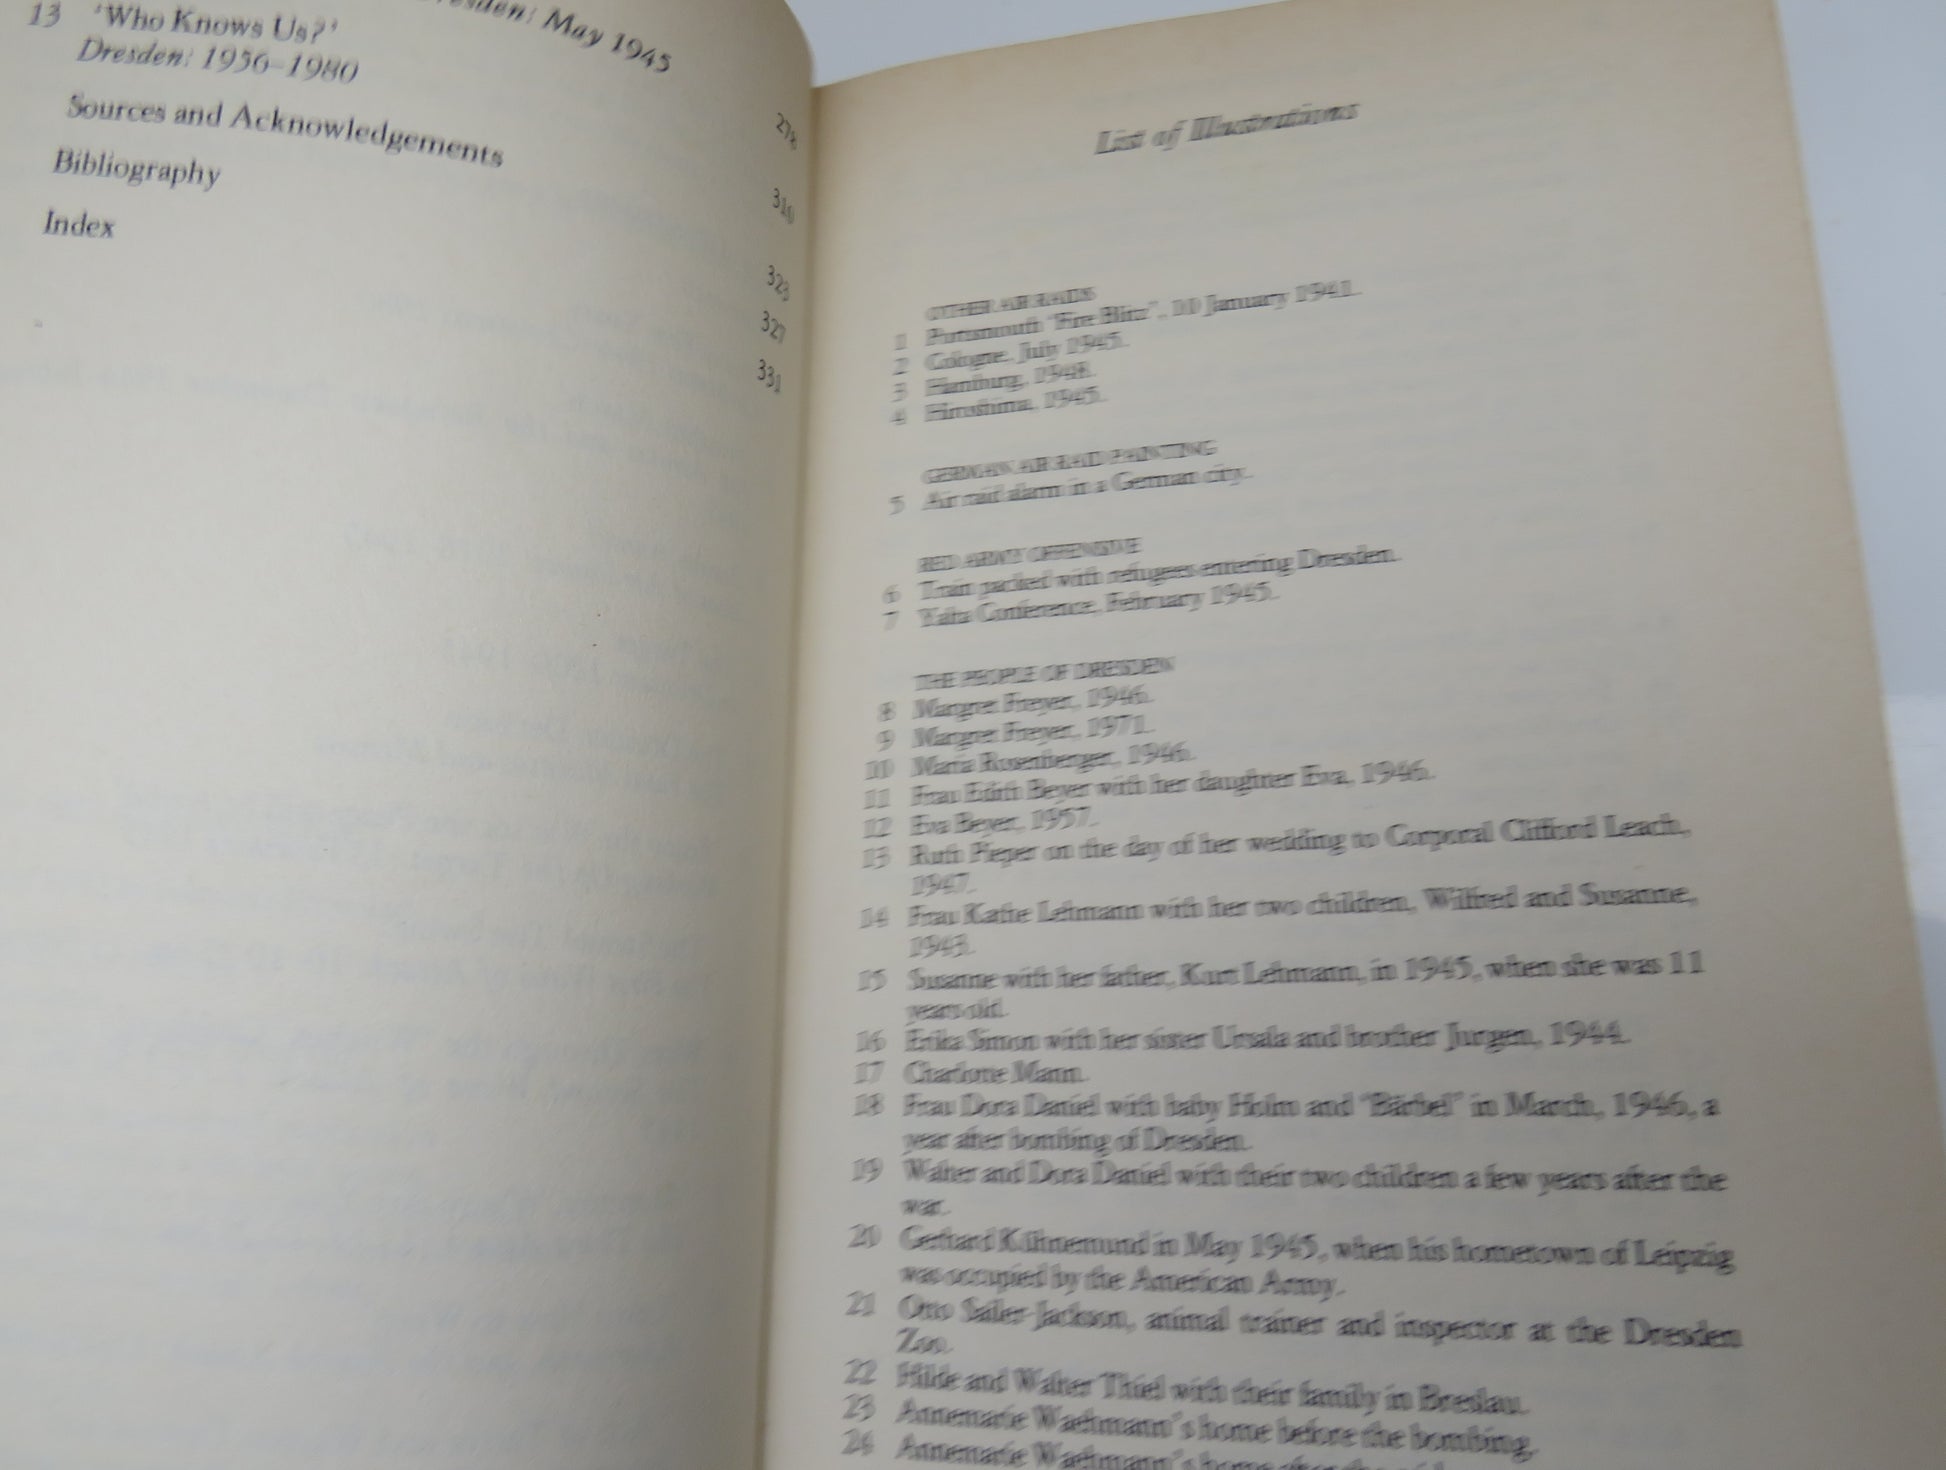 Dresden: May 1945
13 'Who Knows Us?'
Dresden: 1956–1980
278
Sources and Acknowledgements
310
Bibliography
323
Index
327
331
List of Illustrations
OTHER AIR RAIDS
1 Portsmouth "Fire Blitz", 10 January 1941.
2 Cologne, July 1945.
3 Hamburg, 1948.
4 Hiroshima, 1945.
GERMAN AIR RAID PAINTING
5 Air raid alarm in a German city.
RED ARMY OFFENSIVE
6 Train packed with refugees entering Dresden.
7 Yalta Conference, February 1945.
THE PEOPLE OF DRESDEN
8 Margret Freyer, 1946.
9 Margret Freyer, 1971.
10 Maria Rosenberger, 1946.
11 Frau Edith Beyer with her daughter Eva, 1946.
12 Eva Beyer, 1957.
13 Ruth Pieper on the day of her wedding to Corporal Clifford Leach,
1947.
14 Frau Kathe Lehmann with her two children, Wilfred and Susanne,
1943.
15 Susanne with her father, Kurt Lehmann, in 1945, when she was 11
years old.
16 Erika Simon with her sister Ursala and brother Jurgen, 1944.
17 Charlotte Mann.
18 Frau Dora Daniel with baby Holm and "Bärbel" in March, 1946, a
year after bombing of Dresden.
19 Walter and Dora Daniel with their two children a few years after the
war.
20 Gerhard Kühnemund in May 1945, when his hometown of Leipzig
was occupied by the American Army.
21 Otto Sailer-Jackson, animal trainer and inspector at the Dresden
Zoo.
22 Hilde and Walter Thiel with their family in Breslau.
23 Annemarie Waehmann's home before the bombing.
24 Annemarie Waehmann's home after the